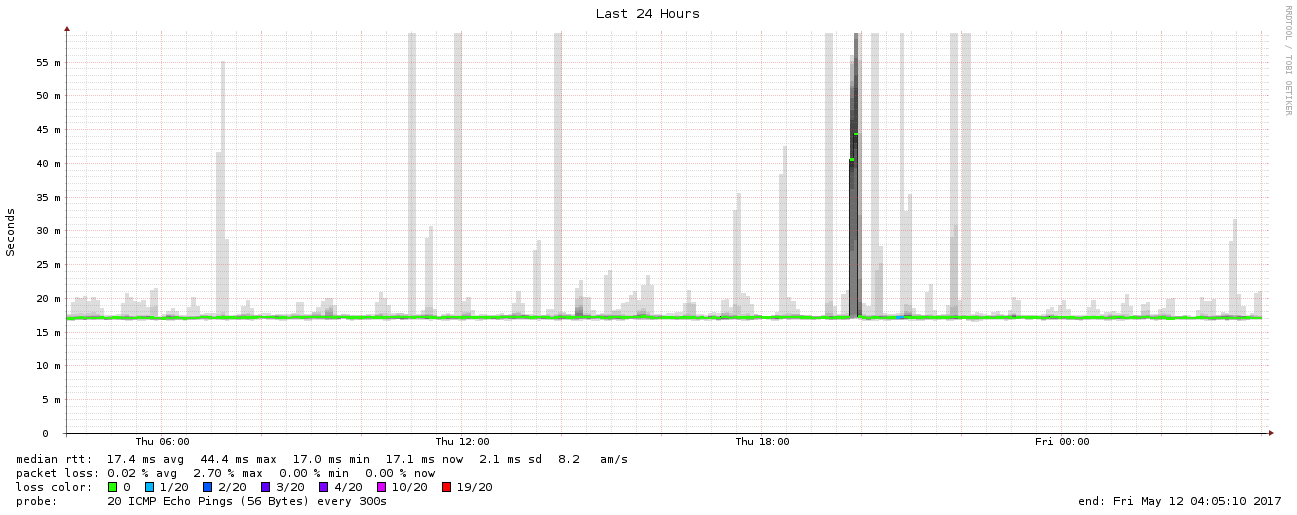 Last 24 Hours
RRDTOOL / TOBI OETIKER
Seconds
55 m
50 m
45 m
40 m
35 m
30 m
25 m
20 m
15 m
10 m
5 m
0
Thu 06:00 Thu 12:00 Thu 18:00 Fri 00:00
median rtt: 17.4 ms avg 44.4 ms max 17.0 ms min 17.1 ms now 2.1 ms sd 8.2 am/s
packet loss: 0.02 % avg 2.70 % max 0.00 % min 0.00 % now
loss color: 0 1/20 2/20 3/20 4/20 10/20 19/20
probe: 20 ICMP Echo Pings (56 Bytes) every 300s end: Fri May 12 04:05:10 2017